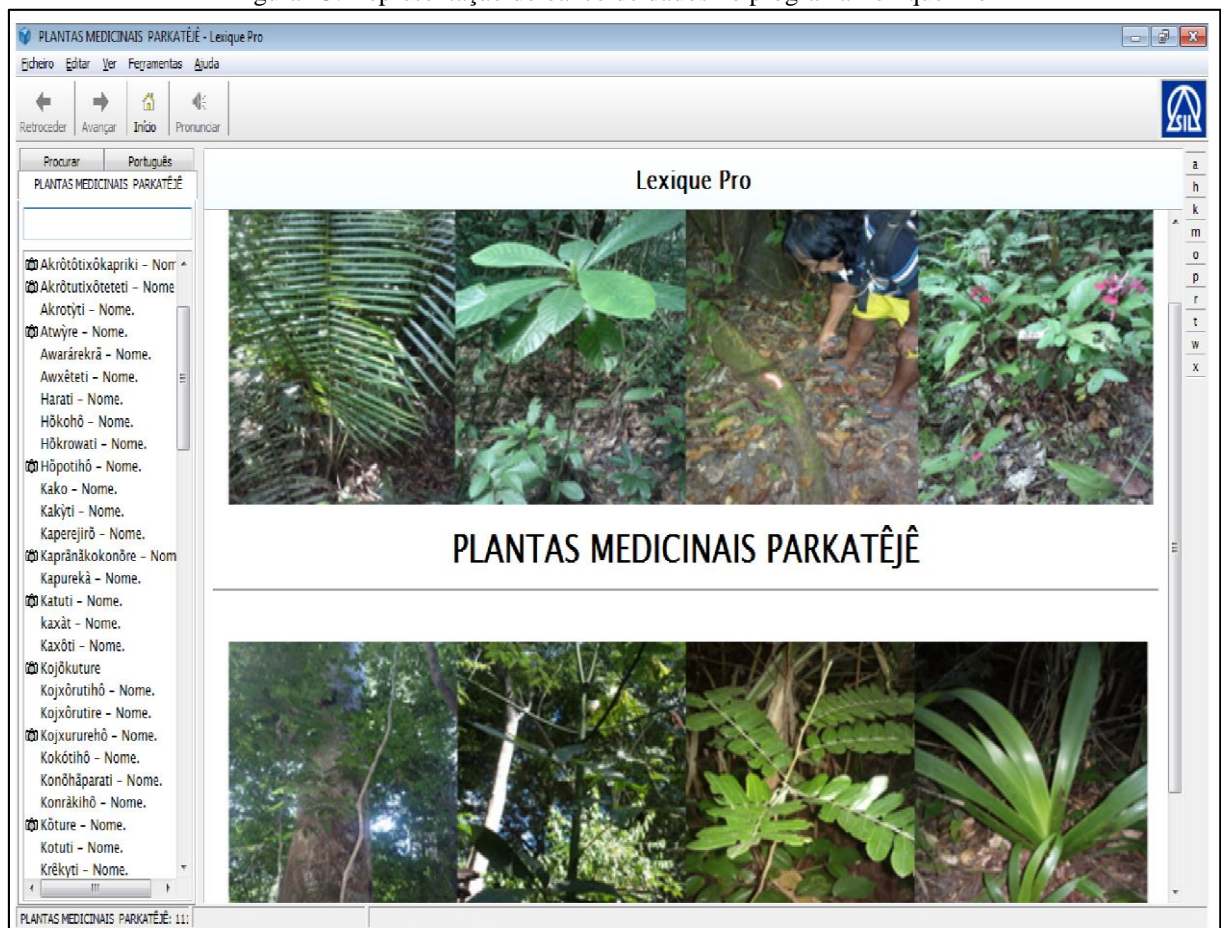 PLANTAS MEDICINAIS PARKATÊJÊ - Lexique Pro
Ficheiro Editar Ver Ferramentas Ajuda
Retroceder Avançar Início Pronunciar
SIL
Procurar Português
PLANTAS MEDICINAIS PARKATÊJÊ
Lexique Pro
Akrôtôtixôkapriki – Nom
Akrôtutixôteteti – Nome
Akrotỳti – Nome.
Atwỳre – Nome.
Awarárekrã – Nome.
Awxêteti – Nome.
Harati – Nome.
Hõkohô – Nome.
Hõkrowati – Nome.
Hõpotihô – Nome.
Kako – Nome.
Kakỳti – Nome.
Kaperejirõ – Nome.
Kaprãnãkokonõre – Nom
Kapurekà – Nome.
Katuti – Nome.
kaxàt – Nome.
Kaxôti – Nome.
Kojõkuture
Kojxôrutihô – Nome.
Kojxôrutire – Nome.
Kojxururehô – Nome.
Kokótihô – Nome.
Konõhãparati – Nome.
Konràkihô – Nome.
Kôture – Nome.
Kotuti – Nome.
Krêkyti – Nome.
PLANTAS MEDICINAIS PARKATÊJÊ
a
h
k
m
o
p
r
t
w
x
PLANTAS MEDICINAIS PARKATÊJÊ: 11